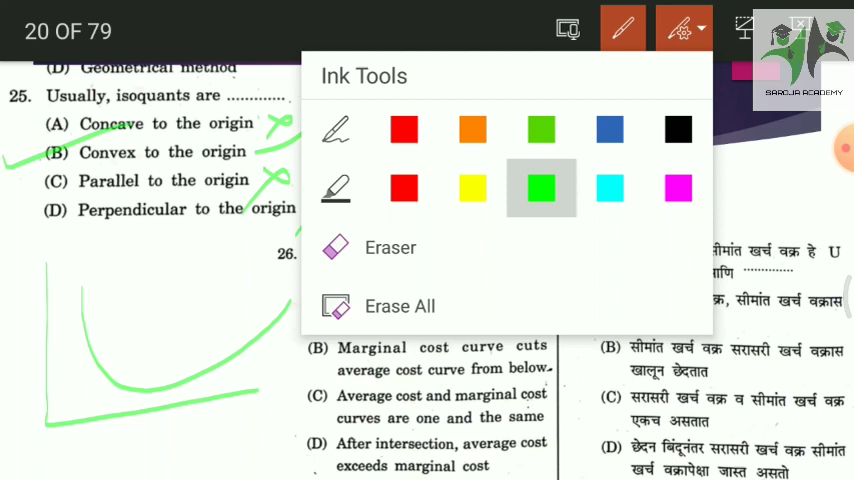 20 OF 79
SAROJA ACADEMY
Ink Tools
Eraser
Erase All
(D) Geometrical method
25. Usually, isoquants are .............
(A) Concave to the origin
(B) Convex to the origin
(C) Parallel to the origin
(D) Perpendicular to the origin
26.
(B) Marginal cost curve cuts
average cost curve from below.
(C) Average cost and marginal cost
curves are one and the same
(D) After intersection, average cost
exceeds marginal cost
सीमांत खर्च वक्र हे U
आणि .............
क्र, सीमांत खर्च वक्रास
(B) सीमांत खर्च वक्र सरासरी खर्च वक्रास
खालून छेदतात
(C) सरासरी खर्च वक्र व सीमांत खर्च वक्र
एकच असतात
(D) छेदन बिंदूनंतर सरासरी खर्च वक्र सीमांत
खर्च वक्रापेक्षा जास्त असतो